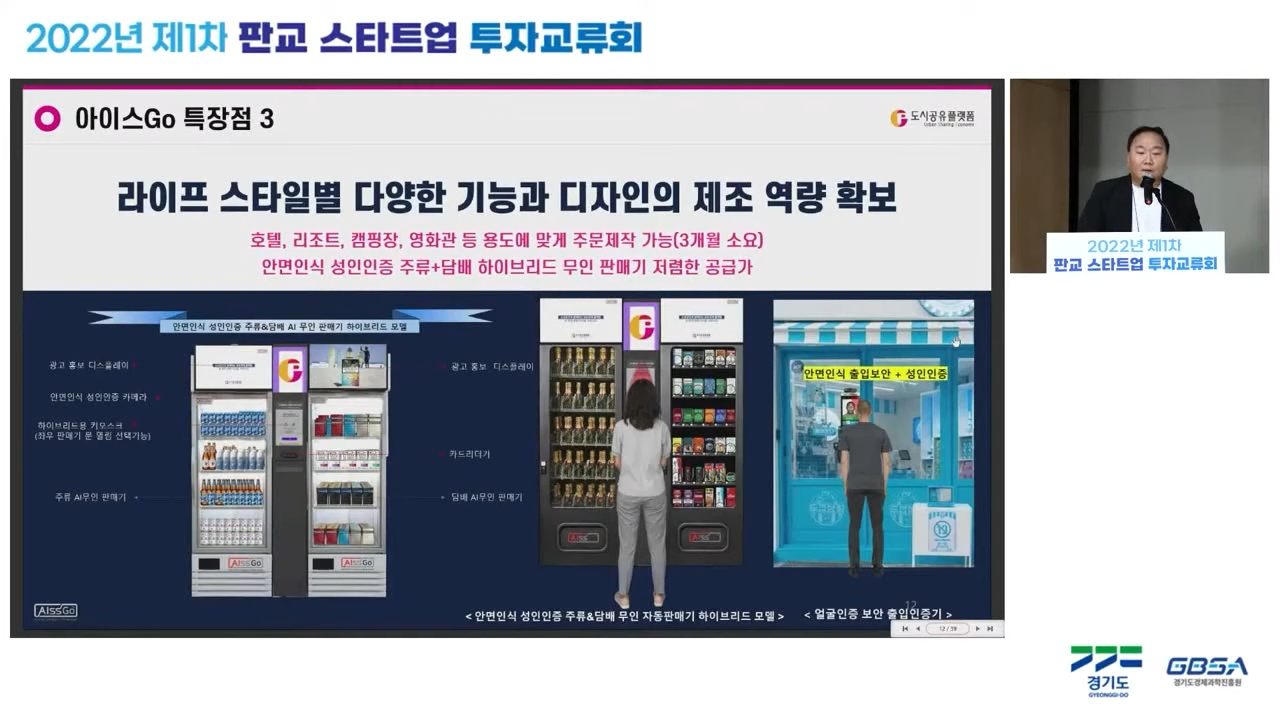 2022년 제1차 판교 스타트업 투자교류회
아이스Go 특장점 3
도시공유플랫폼
라이프 스타일별 다양한 기능과 디자인의 제조 역량 확보
호텔, 리조트, 캠핑장, 영화관 등 용도에 맞게 주문제작 가능(3개월 소요)
안면인식 성인인증 주류+담배 하이브리드 무인 판매기 저렴한 공급가
안면인식 성인인증 주류&담배 AI 무인 판매기 하이브리드 모델
광고 홍보 디스플레이
안면인식 성인인증 카메라
하이브리드용 키오스크
(좌우 판매기 문 열림 선택가능)
주류 AI무인 판매기
광고 홍보 디스플레이
카드리더기
담배 AI무인 판매기
AISSGo
AISSGo
안면인식 출입보안 + 성인인증
AISSGo
< 안면인식 성인인증 주류&담배 무인 자동판매기 하이브리드 모델 >
< 얼굴인증 보안 출입인증기 >
12
12 / 39
2022년 제1차
판교 스타트업 투자교류회
경기도
GYEONGGI-DO
GBSA
경기도경제과학진흥원